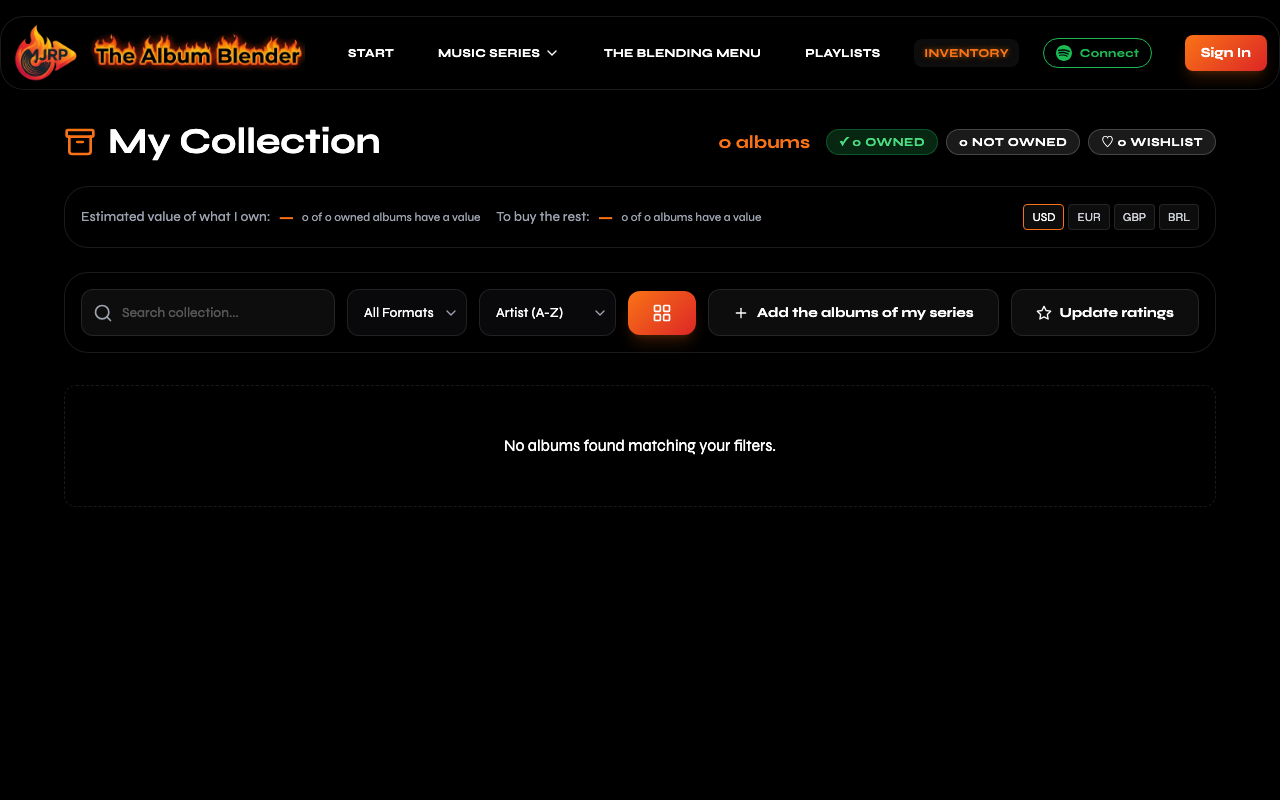 MJRP The Album Blender START MUSIC SERIES THE BLENDING MENU PLAYLISTS INVENTORY Connect Sign In
My Collection 0 albums ✓ 0 OWNED 0 NOT OWNED ♡ 0 WISHLIST
Estimated value of what I own: — 0 of 0 owned albums have a value To buy the rest: — 0 of 0 albums have a value USD EUR GBP BRL
Search collection... All Formats Artist (A-Z) Add the albums of my series Update ratings
No albums found matching your filters.